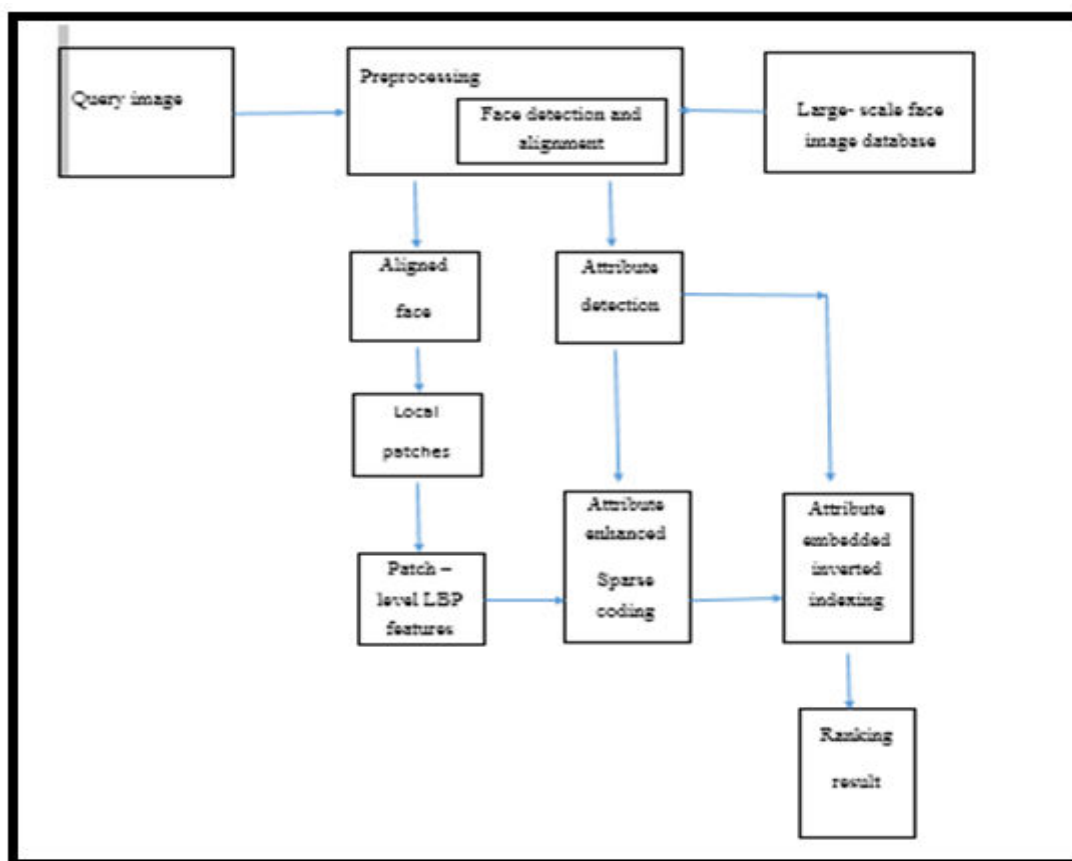 Query image
Preprocessing
Face detection and
alignment
Large- scale face
image database
Aligned
face
Attribute
detection
Local
patches
Patch –
level LBP
features
Attribute
enhanced
Sparse
coding
Attribute
embedded
inverted
indexing
Ranking
result